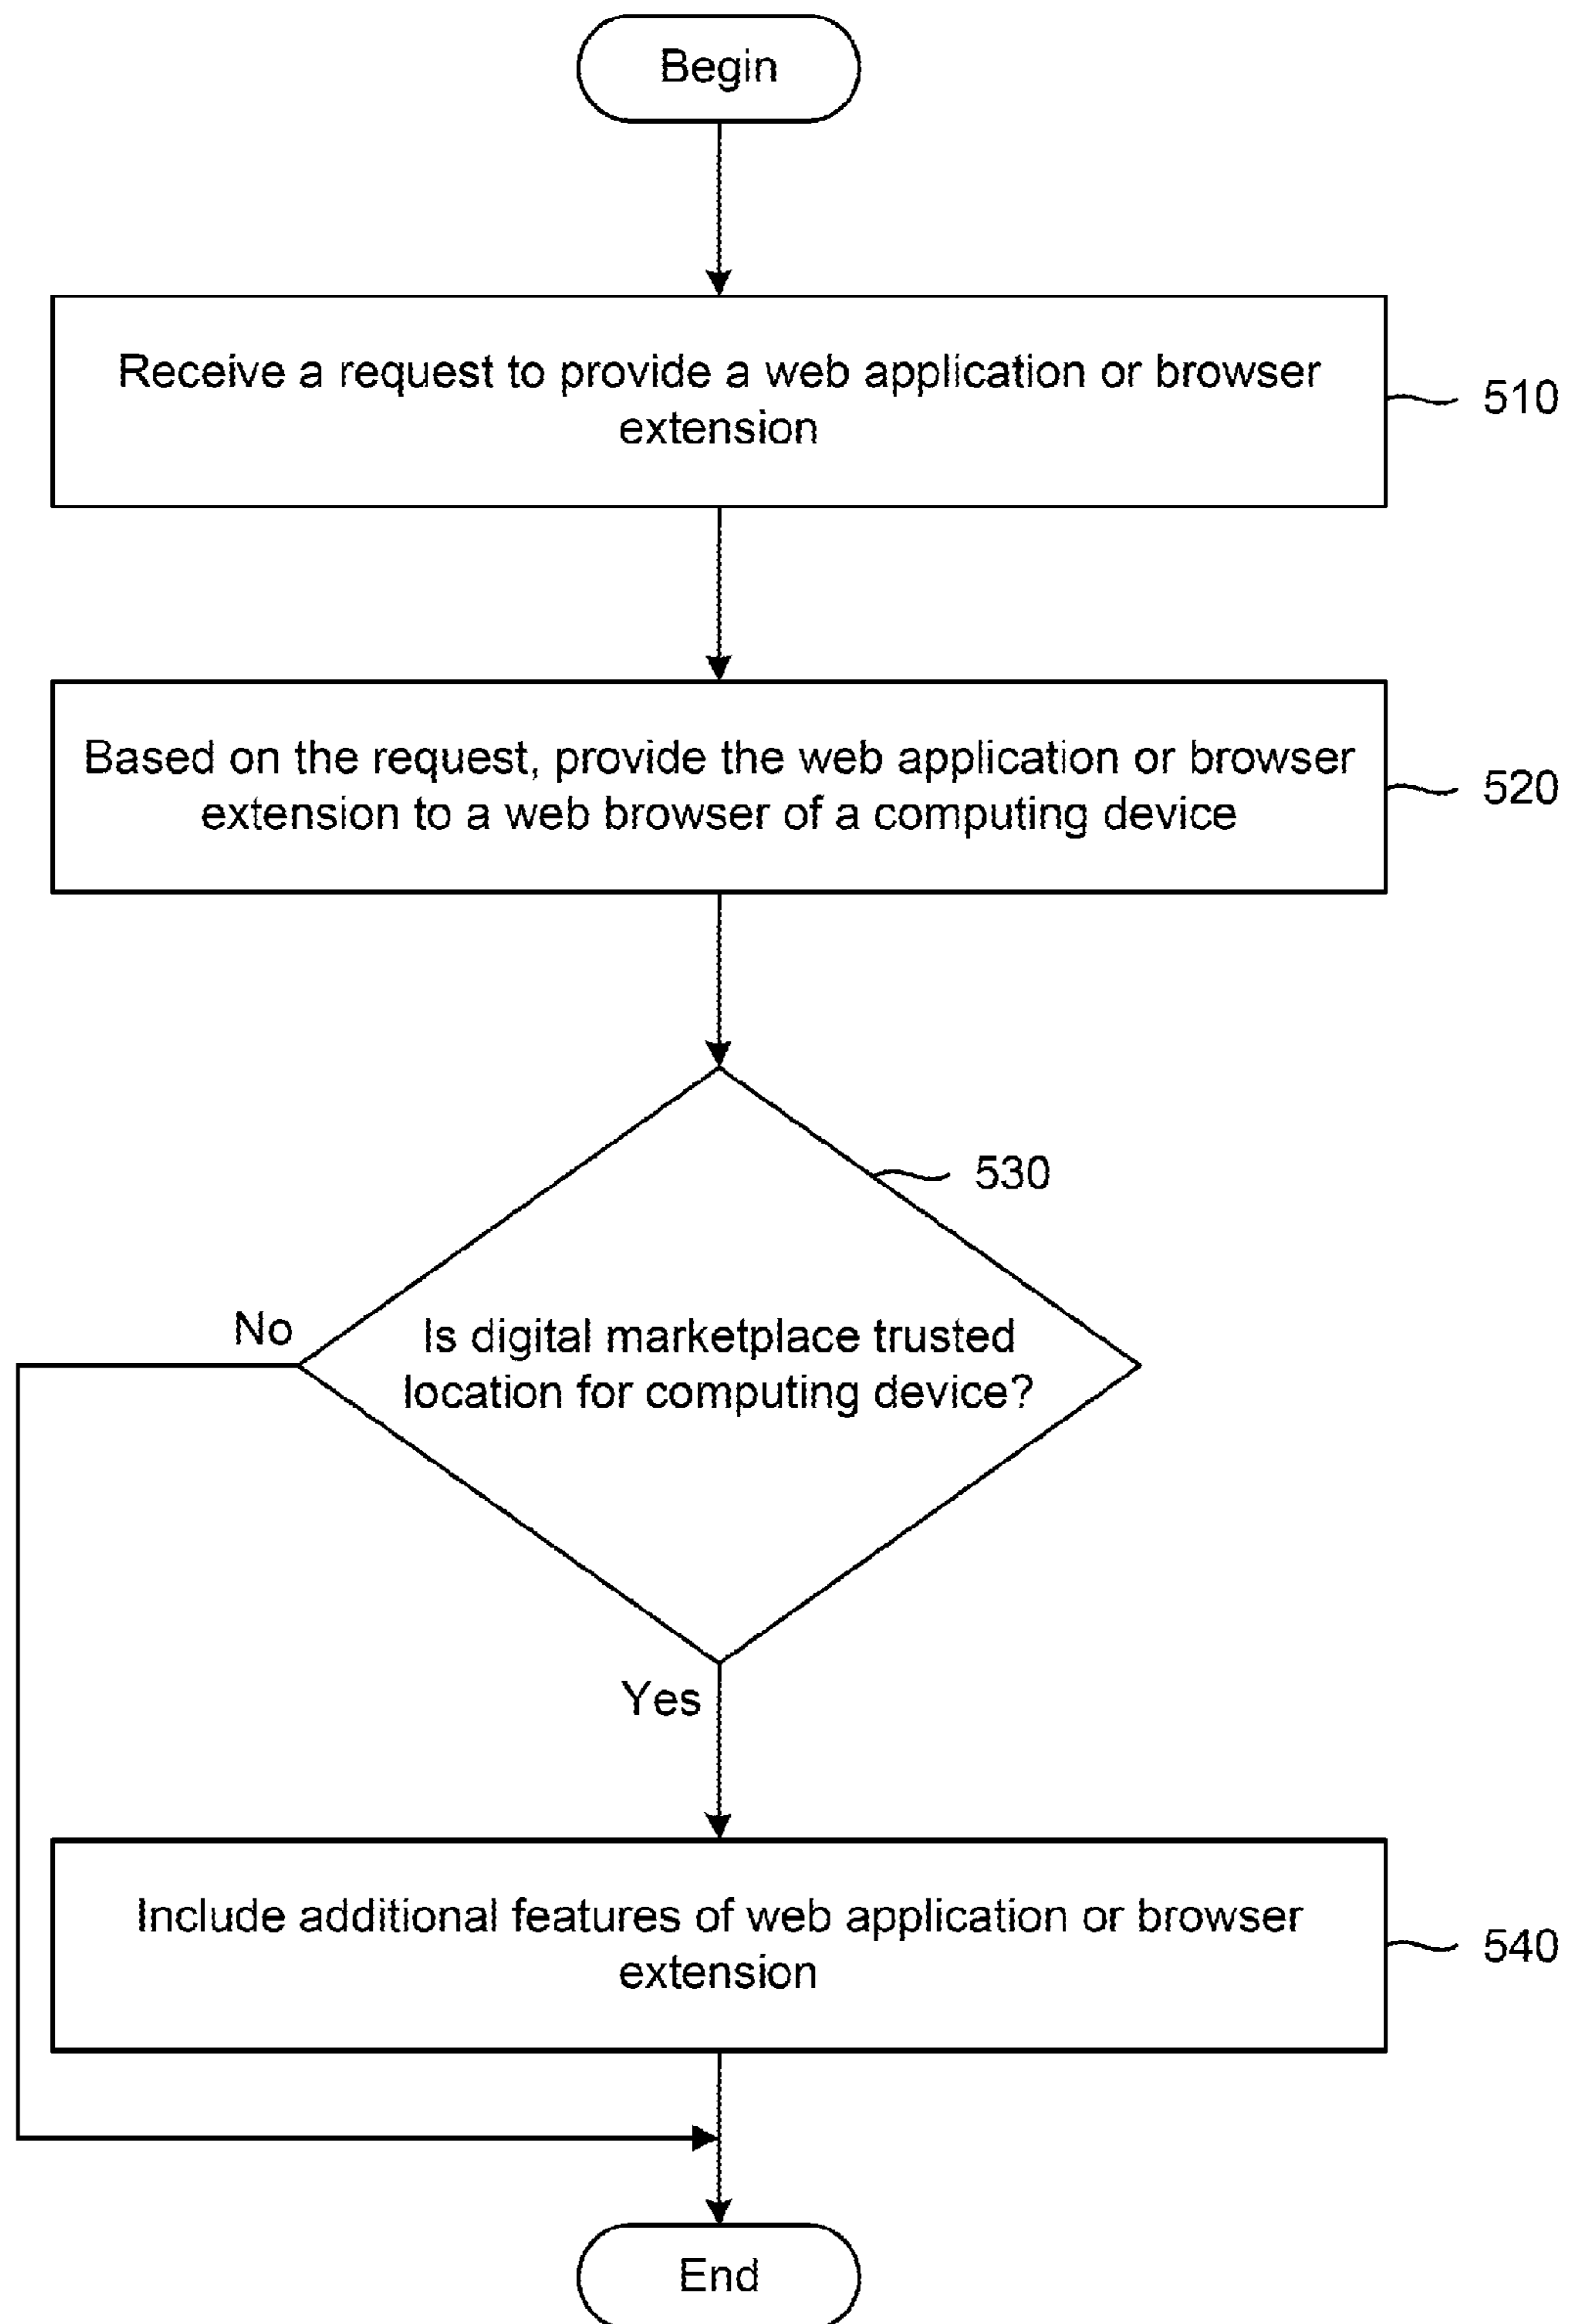 Begin
Receive a request to provide a web application or browser
extension
510
Based on the request, provide the web application or browser
extension to a web browser of a computing device
520
530
No
Is digital marketplace trusted
location for computing device?
Yes
Include additional features of web application or browser
extension
540
End